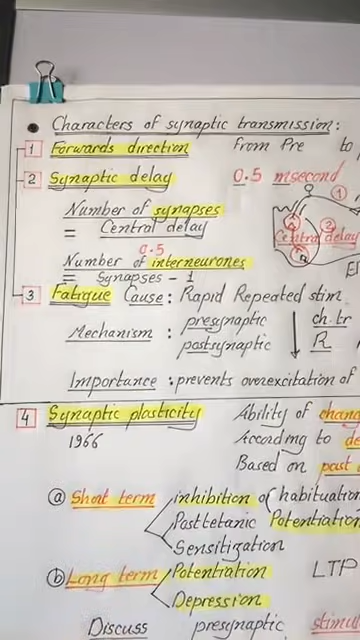 • Characters of synaptic transmission:
1 Forwards direction From Pre to
2 Synaptic delay 0.5 msecond
1
Number of synapses
= Central delay
0.5
2
Central delay
Number of interneurones
= Synapses - 1
3 Fatigue Cause: Rapid Repeated stim.
Mechanism: presynaptic ↓ ch.tr
postsynaptic R
Importance: prevents overexcitation of
4 Synaptic plasticity Ability of
1966 According to
Based on past
a Short term inhibition of habituation
Posttetanic Potentiation
Sensitization
b Long term Potentiation LTP
Depression
Discuss presynaptic